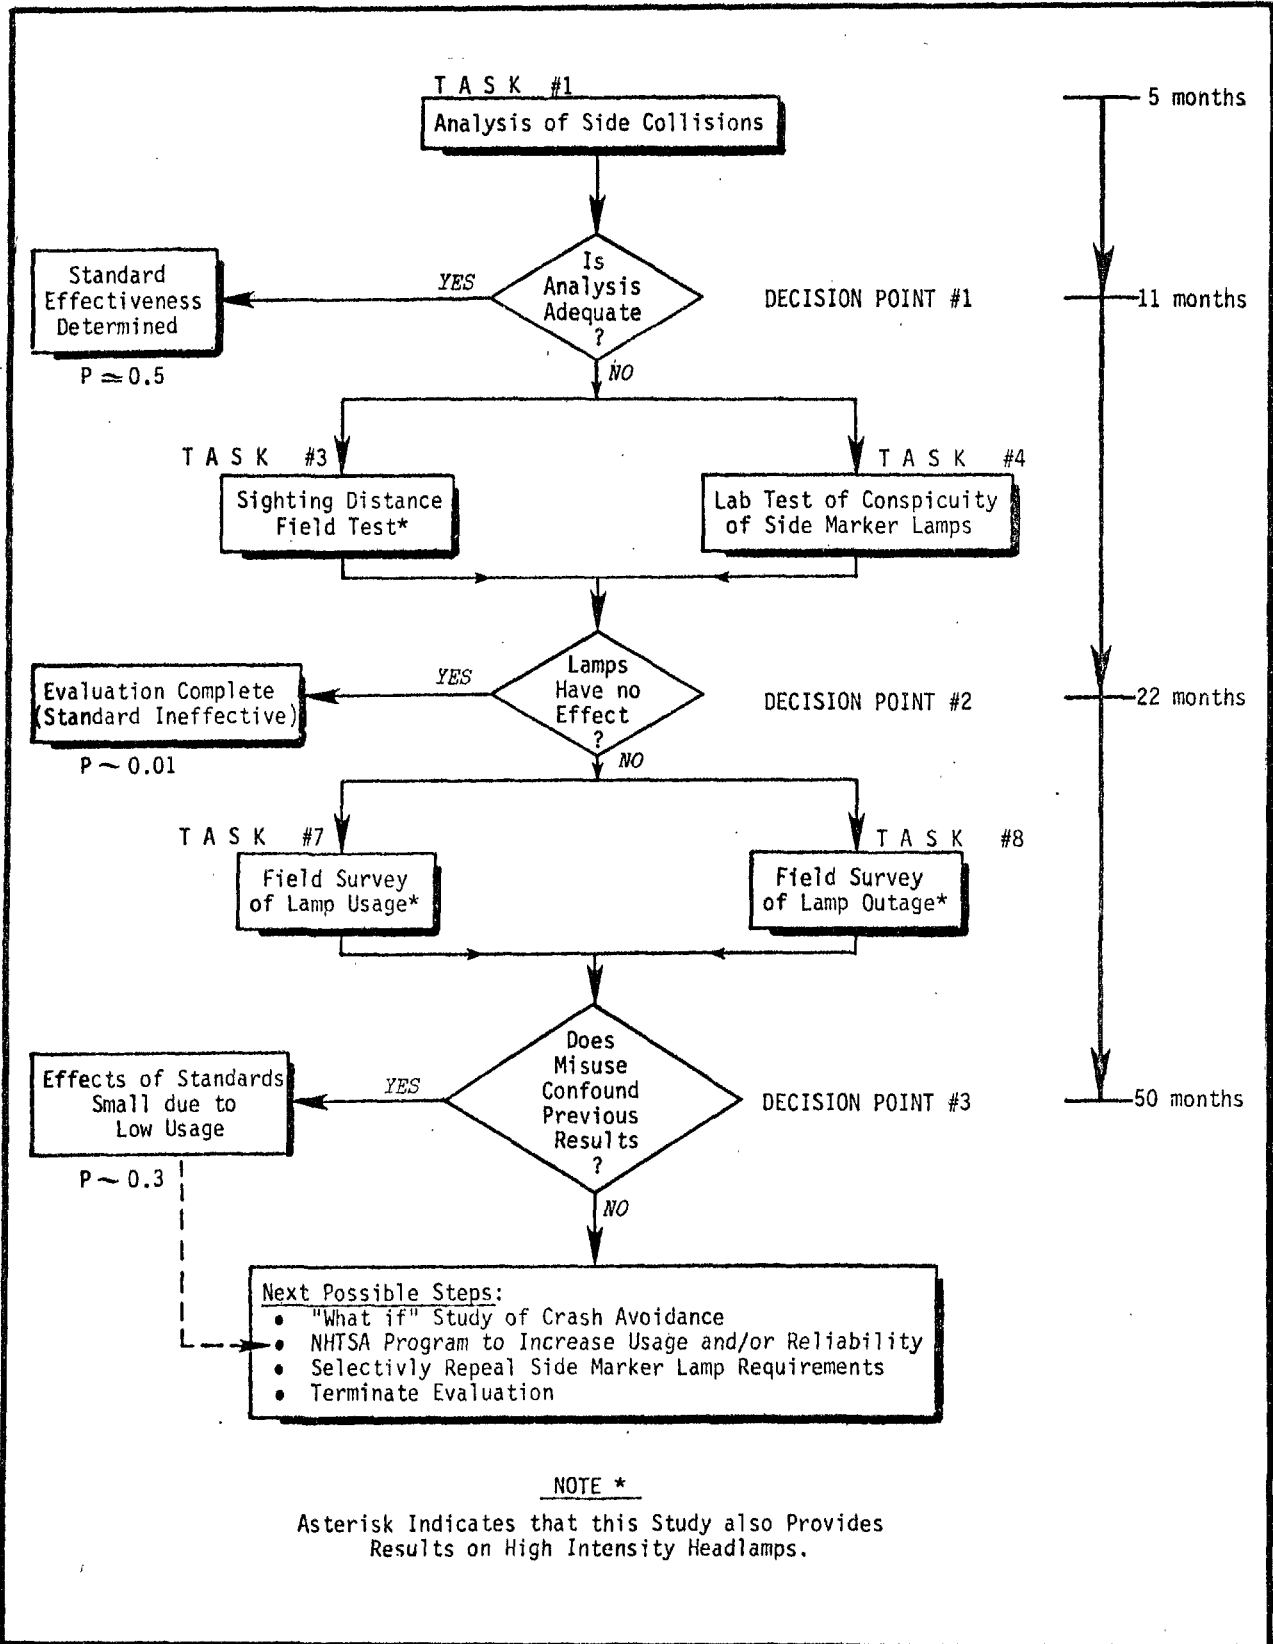 TASK #1
5 months
Analysis of Side Collisions
Is
Analysis
Adequate
?
YES
Standard
Effectiveness
Determined
DECISION POINT #1
11 months
P ≃ 0.5
NO
TASK #3
TASK #4
Sighting Distance
Field Test*
Lab Test of Conspicuity
of Side Marker Lamps
Lamps
Have no
Effect
?
YES
Evaluation Complete
(Standard Ineffective)
DECISION POINT #2
22 months
P ~ 0.01
NO
TASK #7
TASK #8
Field Survey
of Lamp Usage*
Field Survey
of Lamp Outage*
Does
Misuse
Confound
Previous
Results
?
YES
Effects of Standards
Small due to
Low Usage
DECISION POINT #3
50 months
P ~ 0.3
NO
Next Possible Steps:
• "What if" Study of Crash Avoidance
• NHTSA Program to Increase Usage and/or Reliability
• Selectivly Repeal Side Marker Lamp Requirements
• Terminate Evaluation
NOTE *
Asterisk Indicates that this Study also Provides
Results on High Intensity Headlamps.